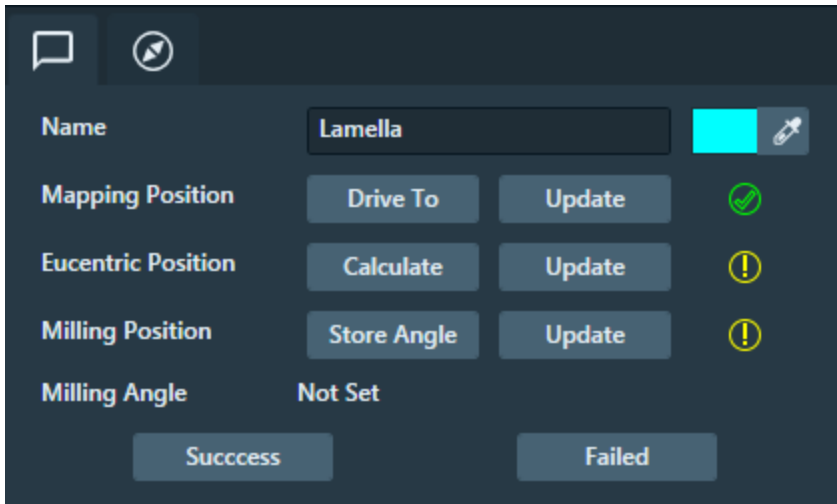 Name Lamella
Mapping Position Drive To Update
Eucentric Position Calculate Update
Milling Position Store Angle Update
Milling Angle Not Set
Succcess Failed